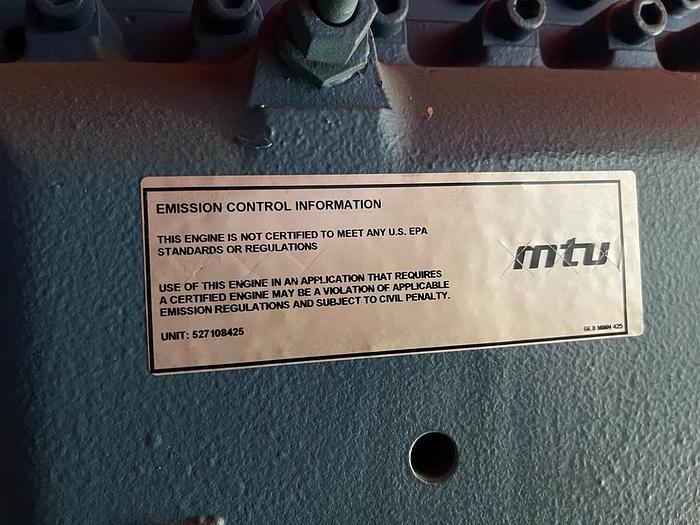 EMISSION CONTROL INFORMATION
THIS ENGINE IS NOT CERTIFIED TO MEET ANY U.S. EPA
STANDARDS OR REGULATIONS
mtu
USE OF THIS ENGINE IN AN APPLICATION THAT REQUIRES
A CERTIFIED ENGINE MAY BE A VIOLATION OF APPLICABLE
EMISSION REGULATIONS AND SUBJECT TO CIVIL PENALTY.
UNIT: 527108425
425